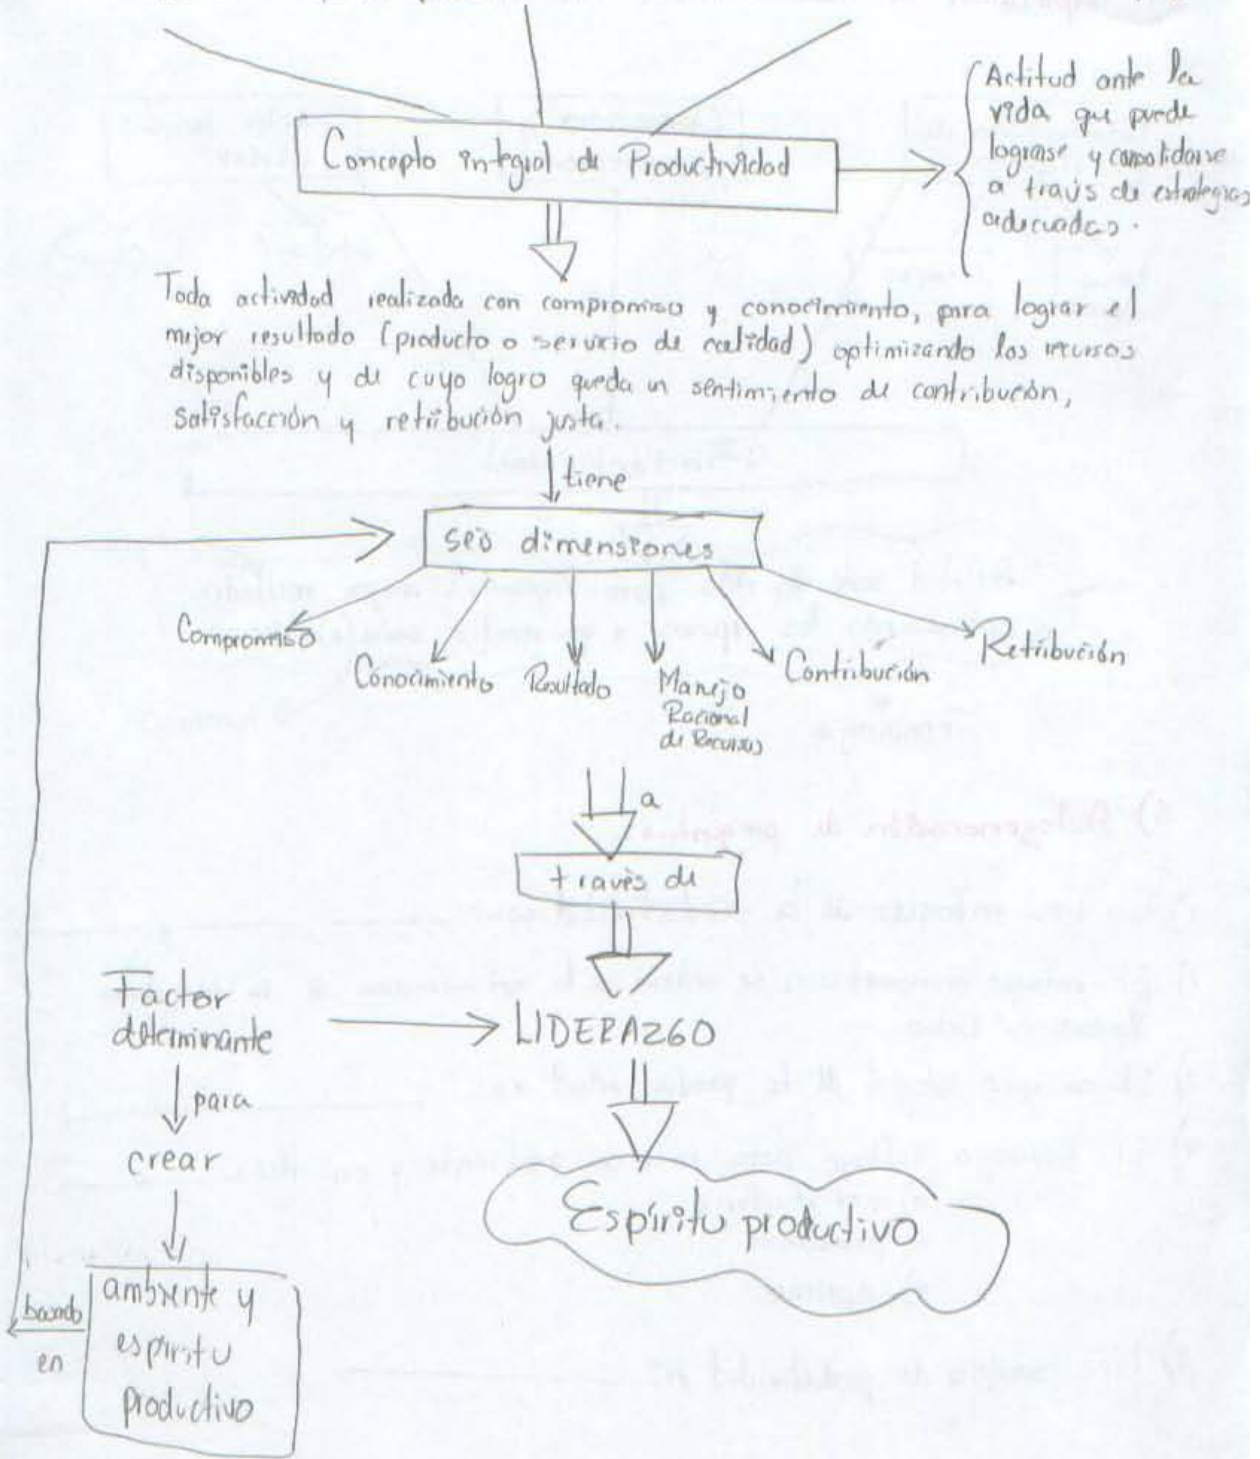 Concepto integral de Productividad
Actitud ante la
vida que puede
lograrse y consolidarse
a través de estrategias
adecuadas.
Toda actividad realizada con compromiso y conocimiento, para lograr el
mejor resultado (producto o servicio de calidad) optimizando los recursos
disponibles y de cuyo logro queda un sentimiento de contribución,
satisfacción y retribución justa.
tiene
seis dimensiones
Compromiso
Conocimiento
Resultado
Manejo
Racional
de Recursos
Contribución
Retribución
a
través de
Factor
determinante
LIDERAZGO
para
crear
Espíritu productivo
ambiente y
espíritu
productivo
basado
en